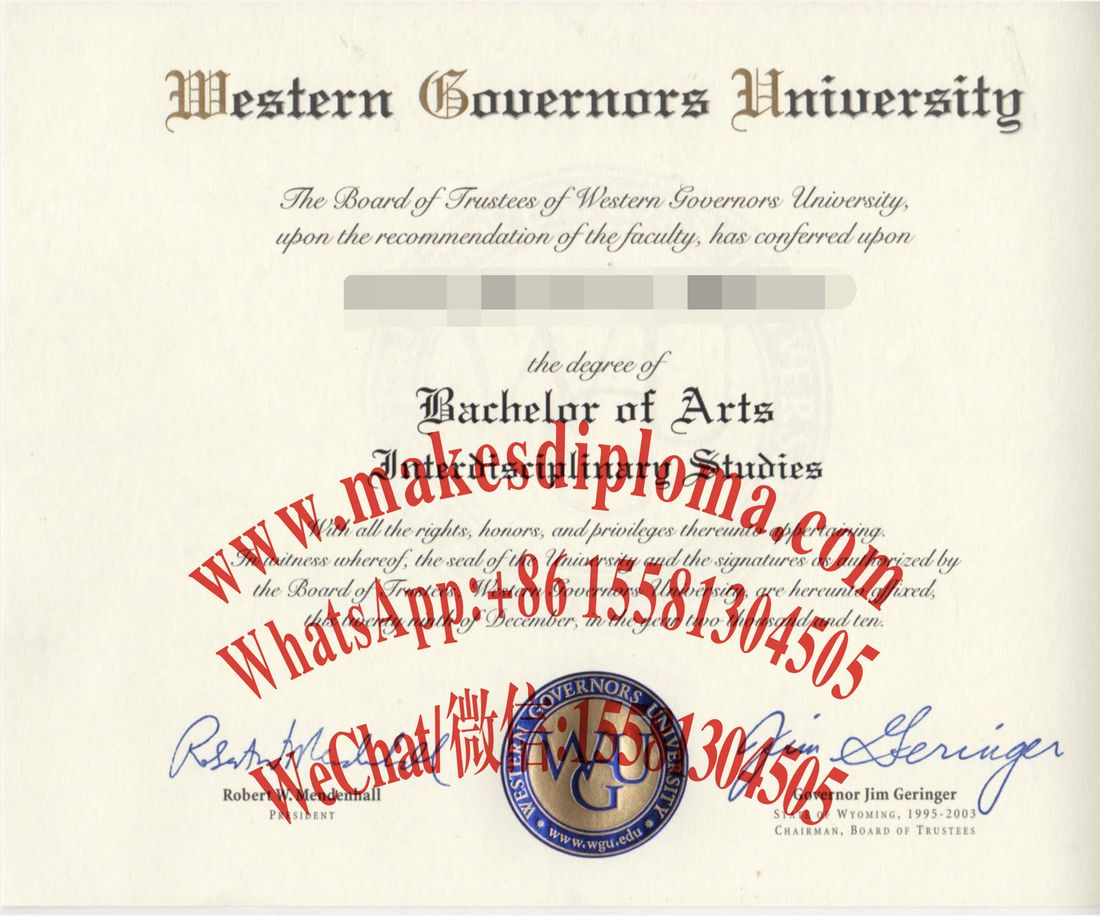 Western Governors University
The Board of Trustees of Western Governors University,
upon the recommendation of the faculty, has conferred upon
the degree of
Bachelor of Arts
Interdisciplinary Studies
www.makesdiploma.com
With all the rights, honors, and privileges thereunto appertaining.
In witness whereof, the seal of the University and the signatures as authorized by
the Board of Trustees, Western Governors University, are hereunto affixed,
this twenty ninth of December, in the year two thousand and ten.
WhatsApp:+86 15581304505
WeChat/微信:15581304505
WESTERN GOVERNORS UNIVERSITY
WGU
www.wgu.edu
Jim Geringer
Robert W. Mendenhall
PRESIDENT
Governor Jim Geringer
STATE OF WYOMING, 1995-2003
CHAIRMAN, BOARD OF TRUSTEES